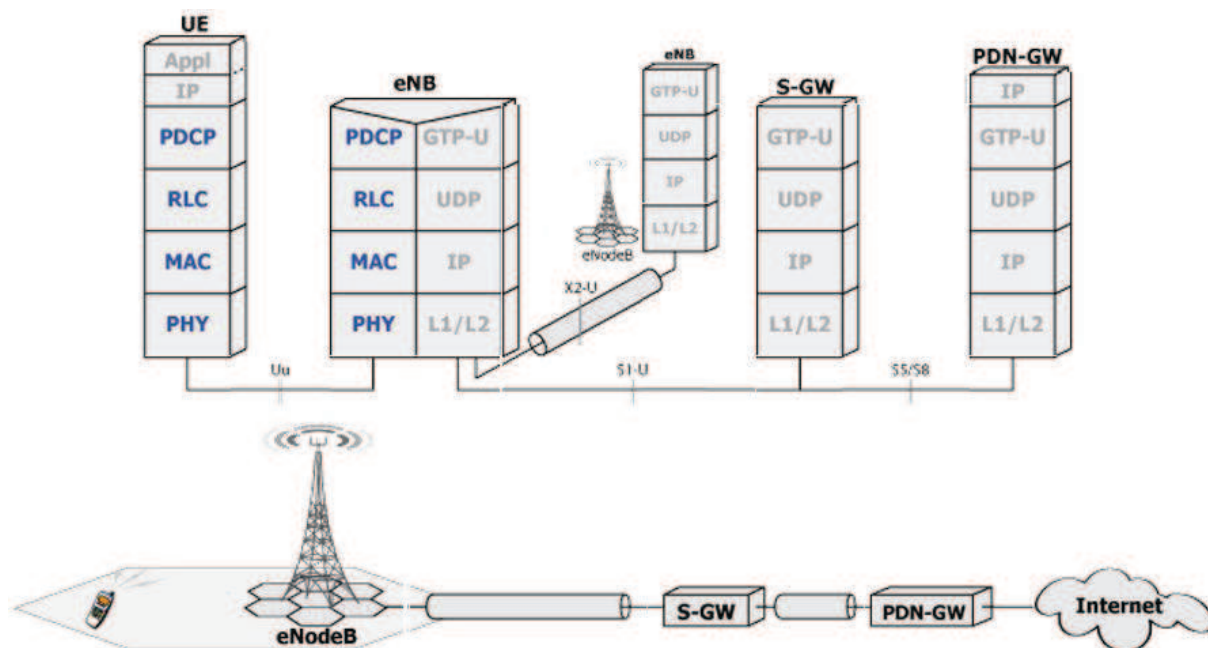 UE
Appl
IP
PDCP
RLC
MAC
PHY
eNB
PDCP GTP-U
RLC UDP
MAC IP
PHY L1/L2
eNB
GTP-U
UDP
IP
L1/L2
eNodeB
X2-U
S-GW
GTP-U
UDP
IP
L1/L2
PDN-GW
IP
GTP-U
UDP
IP
L1/L2
Uu
S1-U
S5/S8
eNodeB
S-GW
PDN-GW
Internet